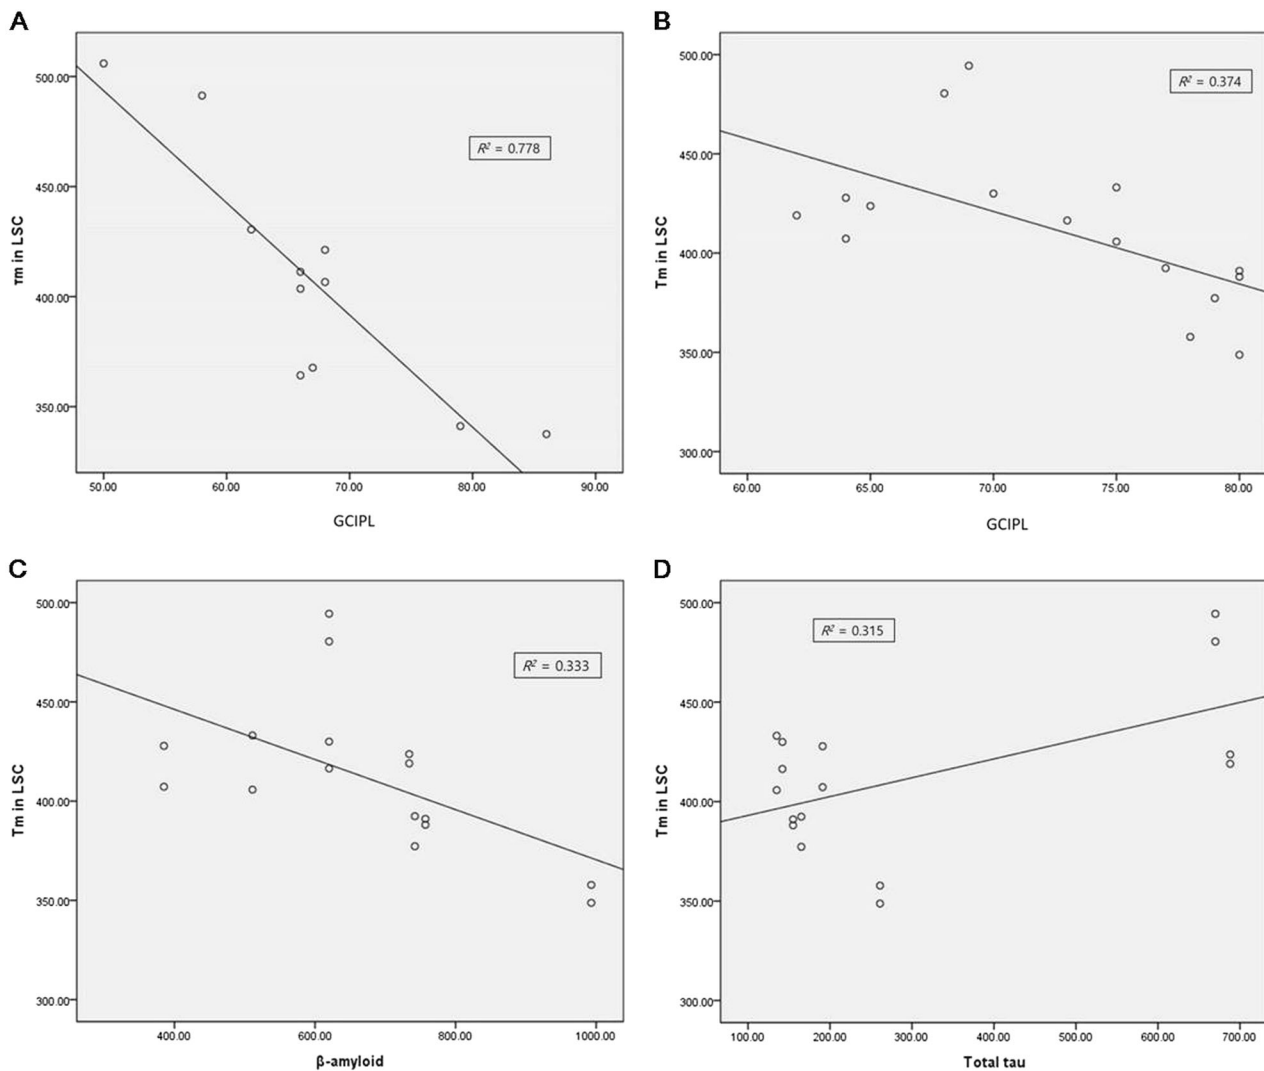 A
B
500.00
450.00
400.00
350.00
τm in LSC
R² = 0.778
50.00 60.00 70.00 80.00 90.00
GCIPL
500.00
450.00
400.00
350.00
300.00
Tm in LSC
R² = 0.374
60.00 65.00 70.00 75.00 80.00
GCIPL
C
D
500.00
450.00
400.00
350.00
300.00
Tm in LSC
R² = 0.333
400.00 600.00 800.00 1000.00
β-amyloid
500.00
450.00
400.00
350.00
300.00
Tm in LSC
R² = 0.315
100.00 200.00 300.00 400.00 500.00 600.00 700.00
Total tau